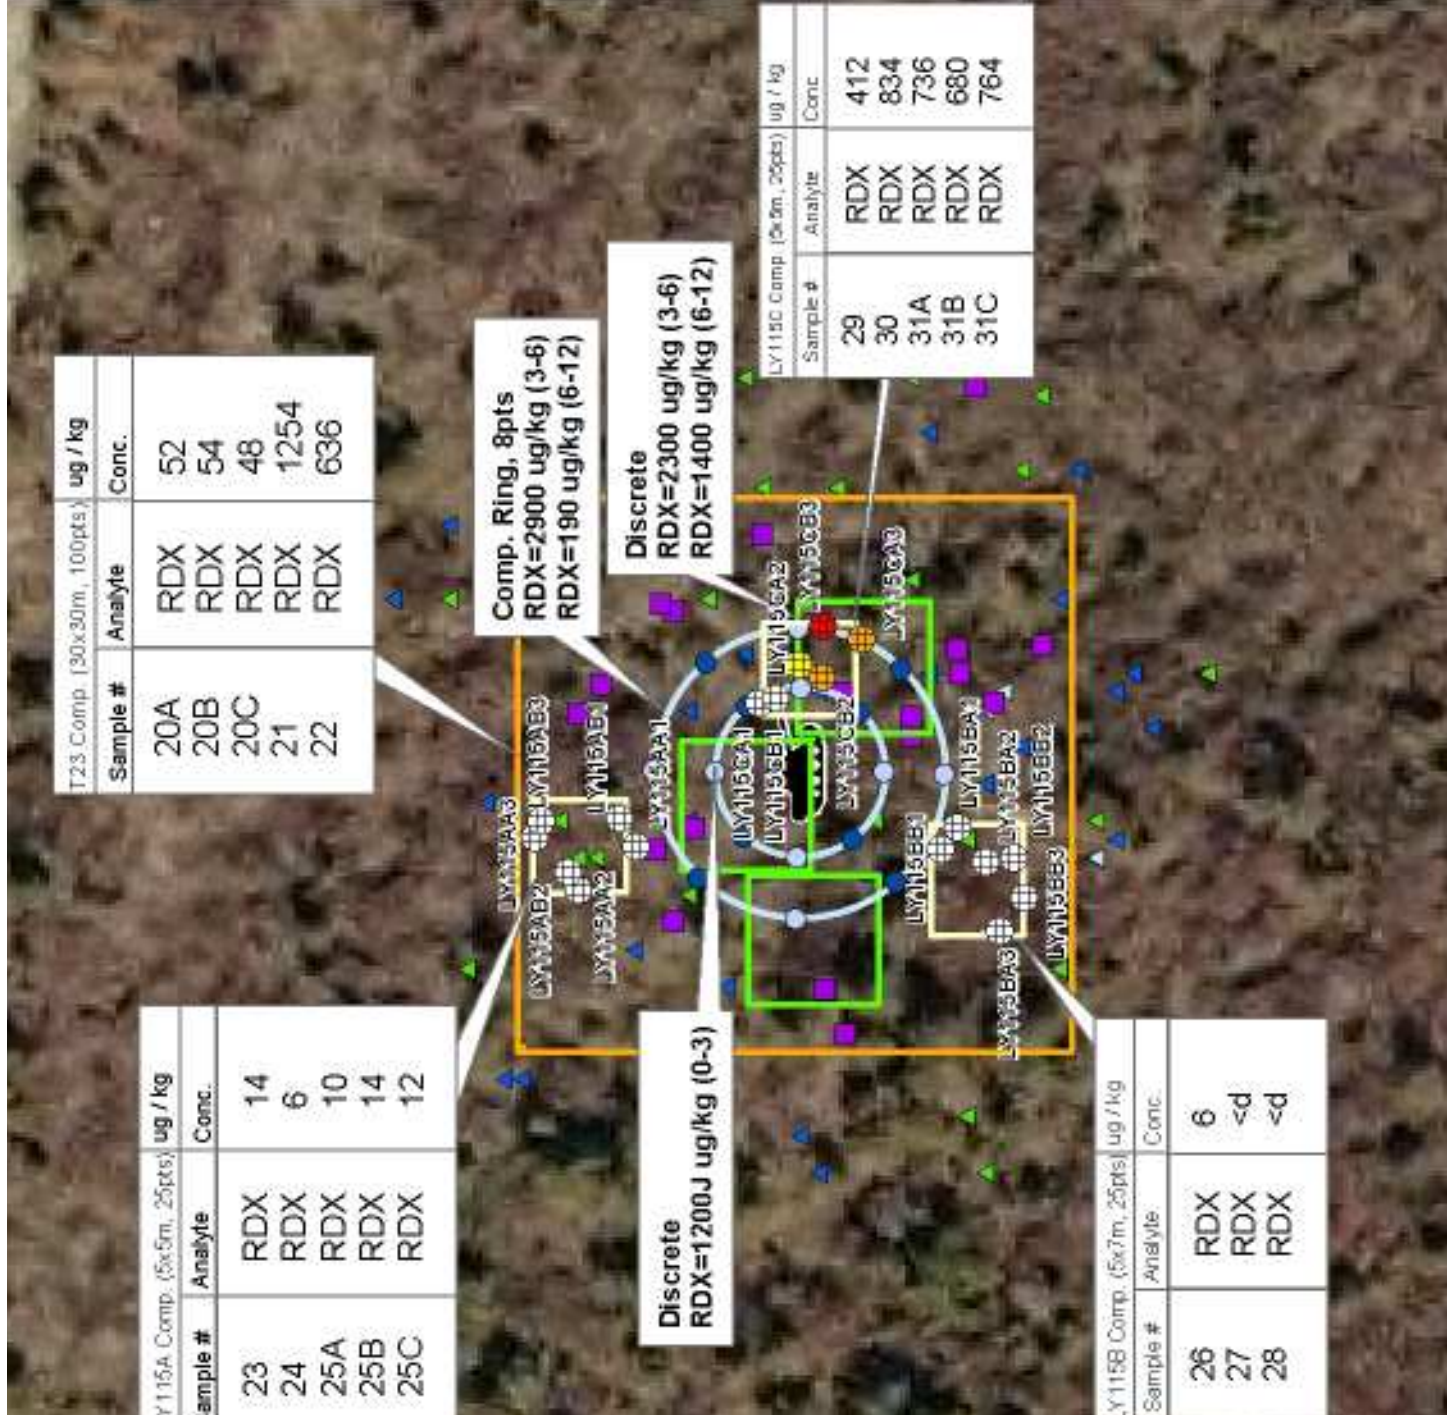 T23 Comp (30x30m, 100pts) ug / kg
Sample # Analyte Conc.
20A RDX 52
20B RDX 54
20C RDX 48
21 RDX 1254
22 RDX 636
Y115A Comp. (5x5m, 25pts) ug / kg
ample # Analyte Conc.
23 RDX 14
24 RDX 6
25A RDX 10
25B RDX 14
25C RDX 12
Comp. Ring, 8pts
RDX=2900 ug/kg (3-6)
RDX=190 ug/kg (6-12)
Discrete
RDX=2300 ug/kg (3-6)
RDX=1400 ug/kg (6-12)
LY115C Comp (5x5m, 25pts) ug / kg
Sample # Analyte Conc
29 RDX 412
30 RDX 834
31A RDX 736
31B RDX 680
31C RDX 764
Discrete
RDX=1200J ug/kg (0-3)
LY115B Comp. (5x7m, 25pts) ug / kg
Sample # Analyte Conc.
26 RDX 6
27 RDX <d
28 RDX <d
LY115AA3
LY115AB3
LY115AB2
LY115AB1
LY115AA2
LY115AA1
LY115CA1
LY115CB1
LY115CA2
LY115CB3
LY115CB2
LY115CA3
LY115BB1
LY115BA1
LY115BA2
LY115BB2
LY115BA3
LY115BB3